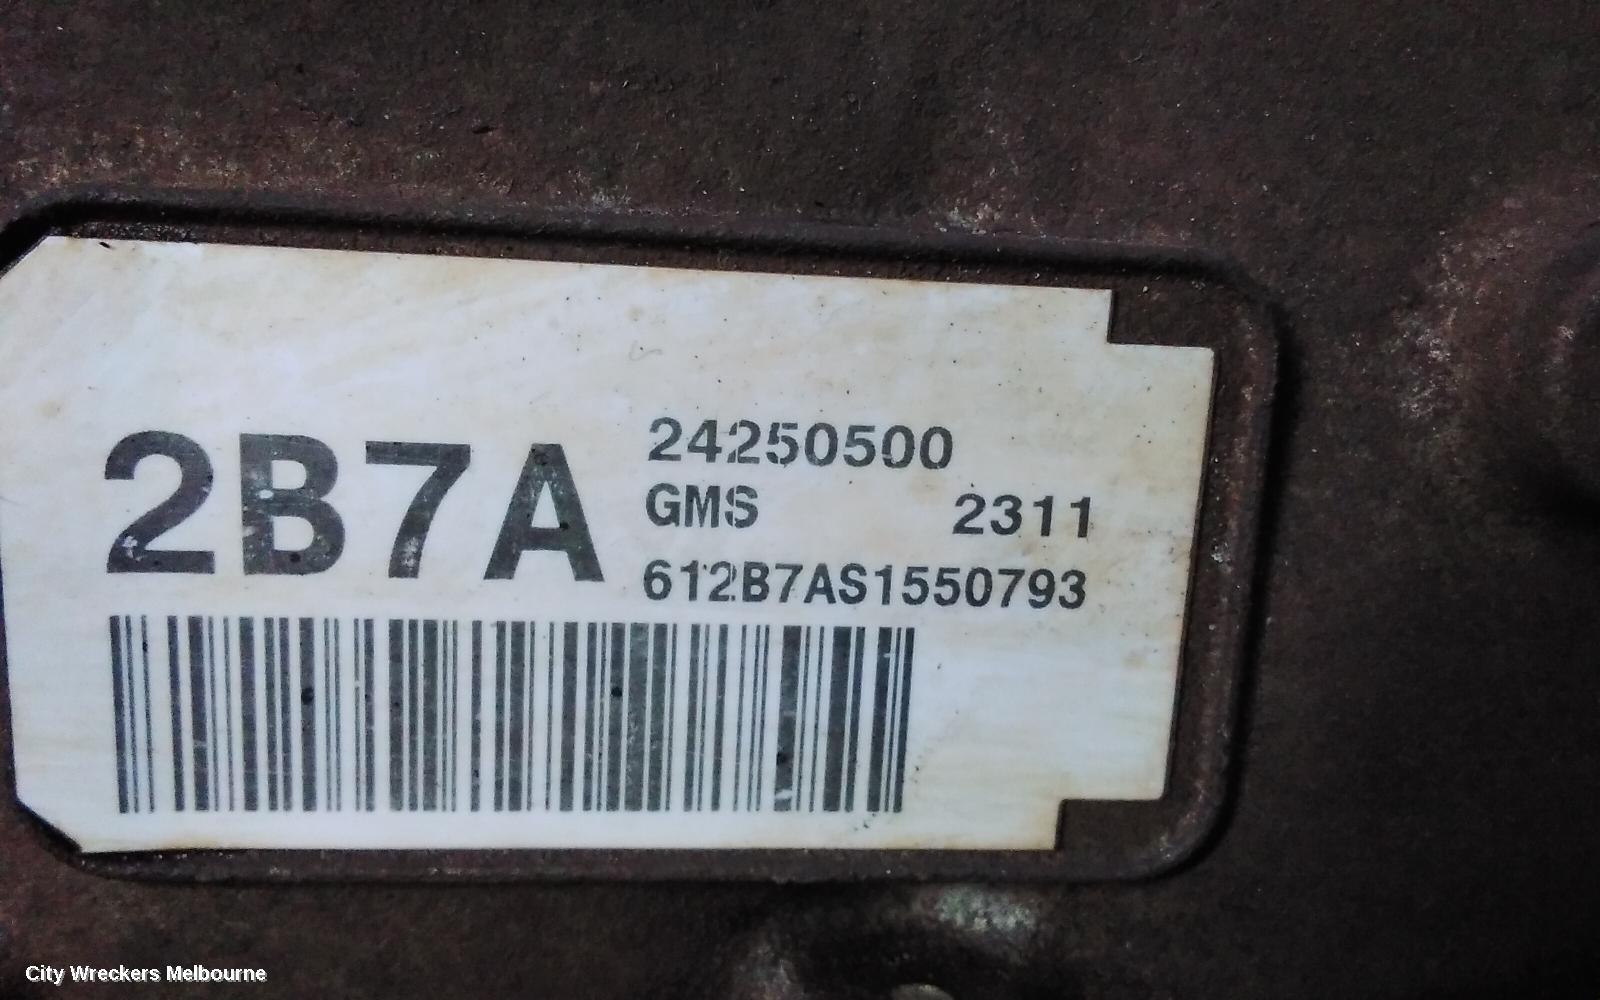 2B7A
24250500
GMS 2311
612B7AS1550793
City Wreckers Melbourne